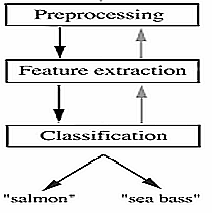 Preprocessing
Feature extraction
Classification
"salmon" "sea bass"